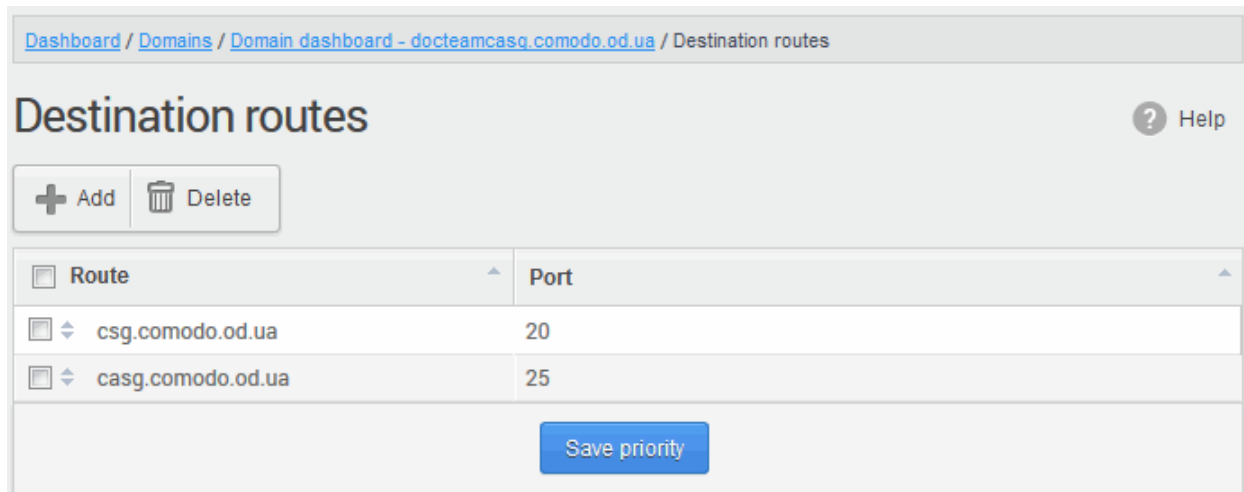 Dashboard / Domains / Domain dashboard - docteamcasg.comodo.od.ua / Destination routes
Destination routes
? Help
Add Delete
Route Port
csg.comodo.od.ua 20
casg.comodo.od.ua 25
Save priority